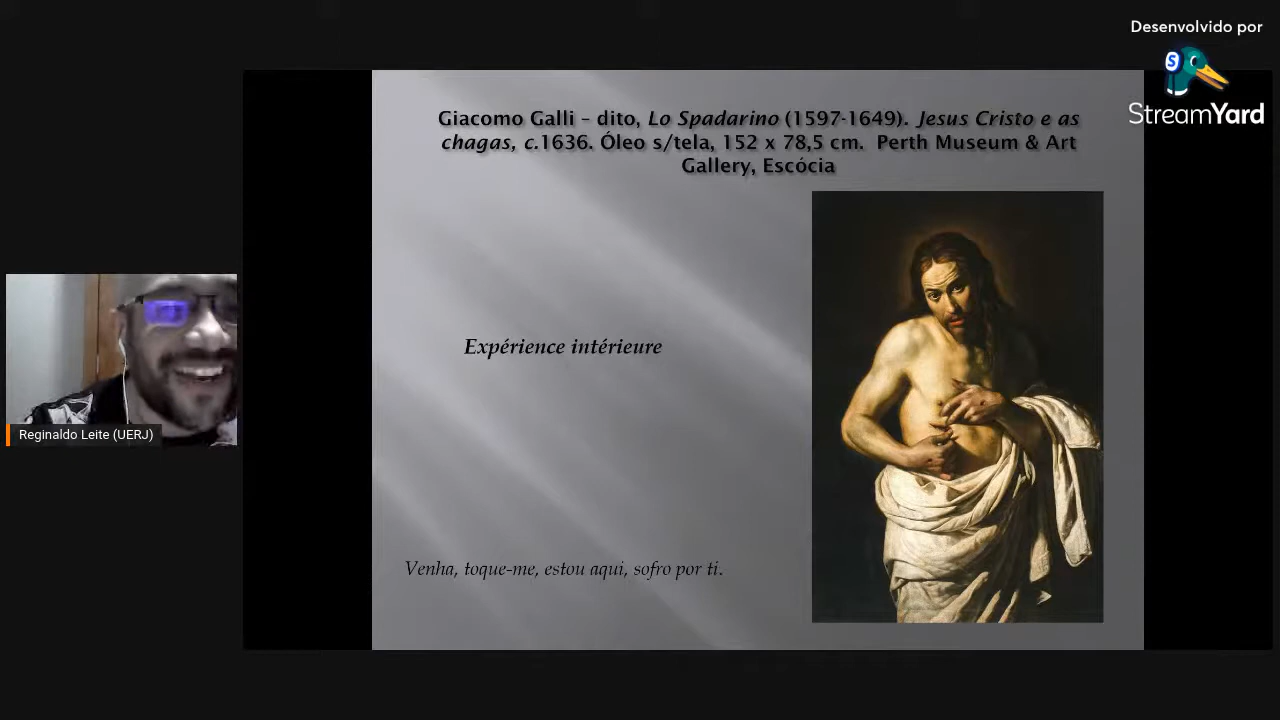 Desenvolvido por
S
StreamYard
Giacomo Galli – dito, Lo Spadarino (1597-1649). Jesus Cristo e as
chagas, c.1636. Óleo s/tela, 152 x 78,5 cm. Perth Museum & Art
Gallery, Escócia
Expérience intérieure
Reginaldo Leite (UERJ)
Venha, toque-me, estou aqui, sofro por ti.